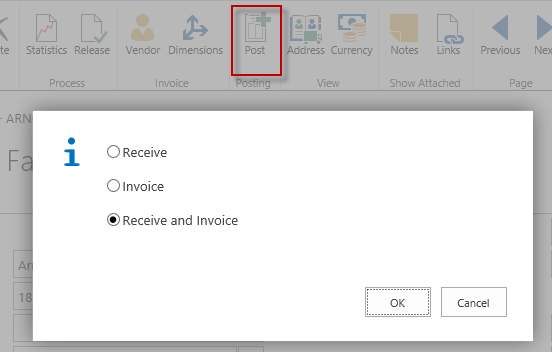 te Statistics Release Vendor Dimensions Post Address Currency Notes Links Previous Nex
Process Invoice Posting View Show Attached Page
- ARN
Fa
Receive
Invoice
Receive and Invoice
Arn
18
OK Cancel